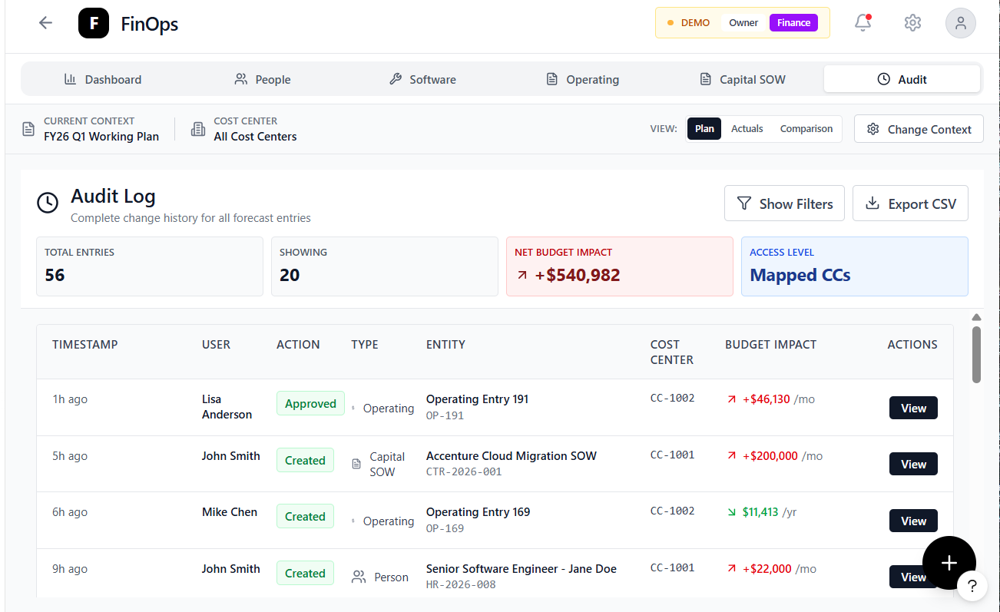 F FinOps
DEMO Owner Finance
Dashboard People Software Operating Capital SOW Audit
CURRENT CONTEXT
FY26 Q1 Working Plan
COST CENTER
All Cost Centers
VIEW: Plan Actuals Comparison Change Context
Audit Log
Complete change history for all forecast entries
Show Filters Export CSV
TOTAL ENTRIES
56
SHOWING
20
NET BUDGET IMPACT
+$540,982
ACCESS LEVEL
Mapped CCs
TIMESTAMP USER ACTION TYPE ENTITY COST CENTER BUDGET IMPACT ACTIONS
1h ago Lisa Anderson Approved Operating Operating Entry 191 CC-1002 +$46,130 /mo View
OP-191
5h ago John Smith Created Capital SOW Accenture Cloud Migration SOW CC-1001 +$200,000 /mo View
CTR-2026-001
6h ago Mike Chen Created Operating Operating Entry 169 CC-1002 $11,413 /yr View
OP-169
9h ago John Smith Created Person Senior Software Engineer - Jane Doe CC-1001 +$22,000 /mo View
HR-2026-008
+
?